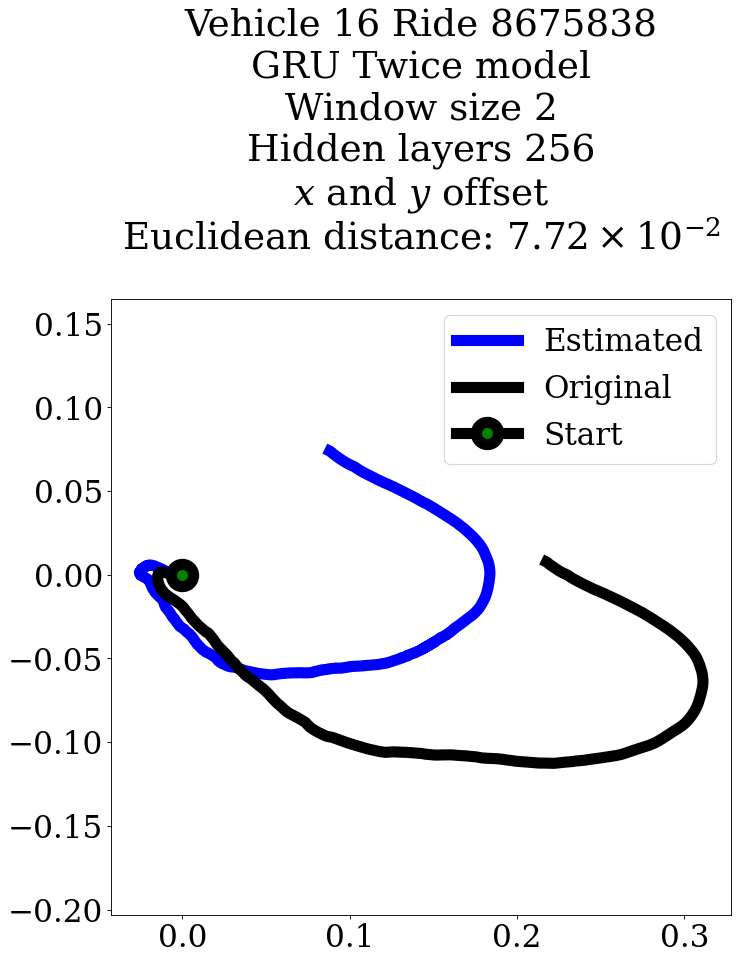 Vehicle 16 Ride 8675838
GRU Twice model
Window size 2
Hidden layers 256
x and y offset
Euclidean distance: 7.72 × 10⁻²
Estimated
Original
Start
0.15
0.10
0.05
0.00
−0.05
−0.10
−0.15
−0.20
0.0 0.1 0.2 0.3